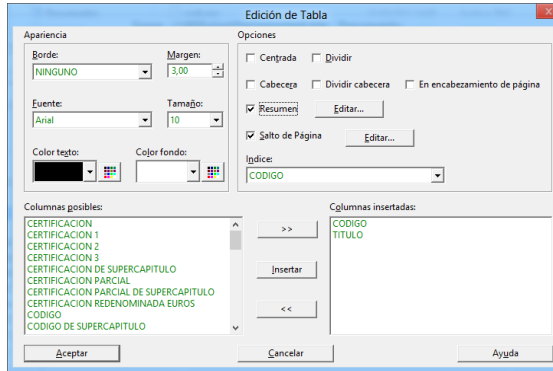 Edición de Tabla
Apariencia
Borde:
Margen:
NINGUNO
3,00
Fuente:
Tamaño:
Arial
10
Color texto:
Color fondo:
Opciones
Centrada
Dividir
Cabecera
Dividir cabecera
En encabezamiento de página
Resumen
Editar...
Salto de Página
Editar...
Indice:
CODIGO
Columnas posibles:
CERTIFICACION
CERTIFICACION 1
CERTIFICACION 2
CERTIFICACION 3
CERTIFICACION DE SUPERCAPITULO
CERTIFICACION PARCIAL
CERTIFICACION PARCIAL DE SUPERCAPITULO
CERTIFICACION REDENOMINADA EUROS
CODIGO
CODIGO DE SUPERCAPITULO
>>
Insertar
<<
Columnas insertadas:
CODIGO
TITULO
Aceptar
Cancelar
Ayuda